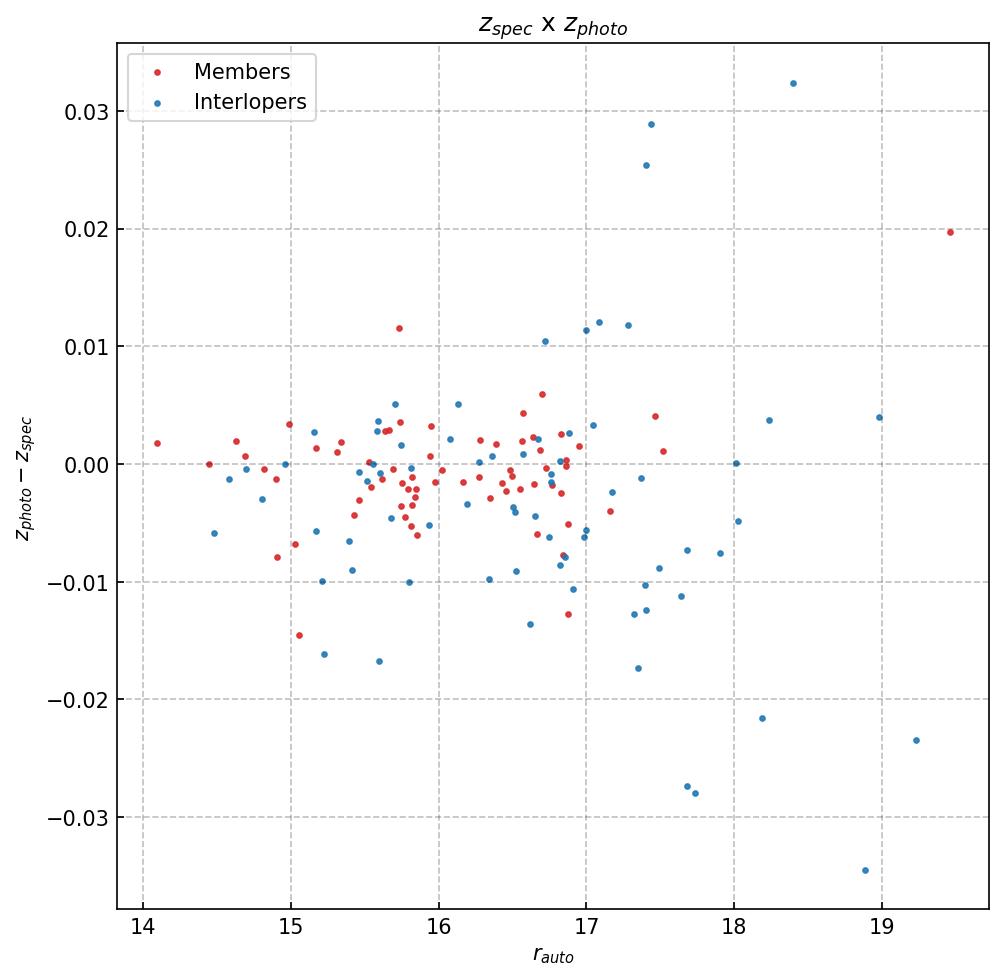 z_spec x z_photo
Members
Interlopers
0.03
0.02
0.01
0.00
−0.01
−0.02
−0.03
z_photo − z_spec
14 15 16 17 18 19
r_auto